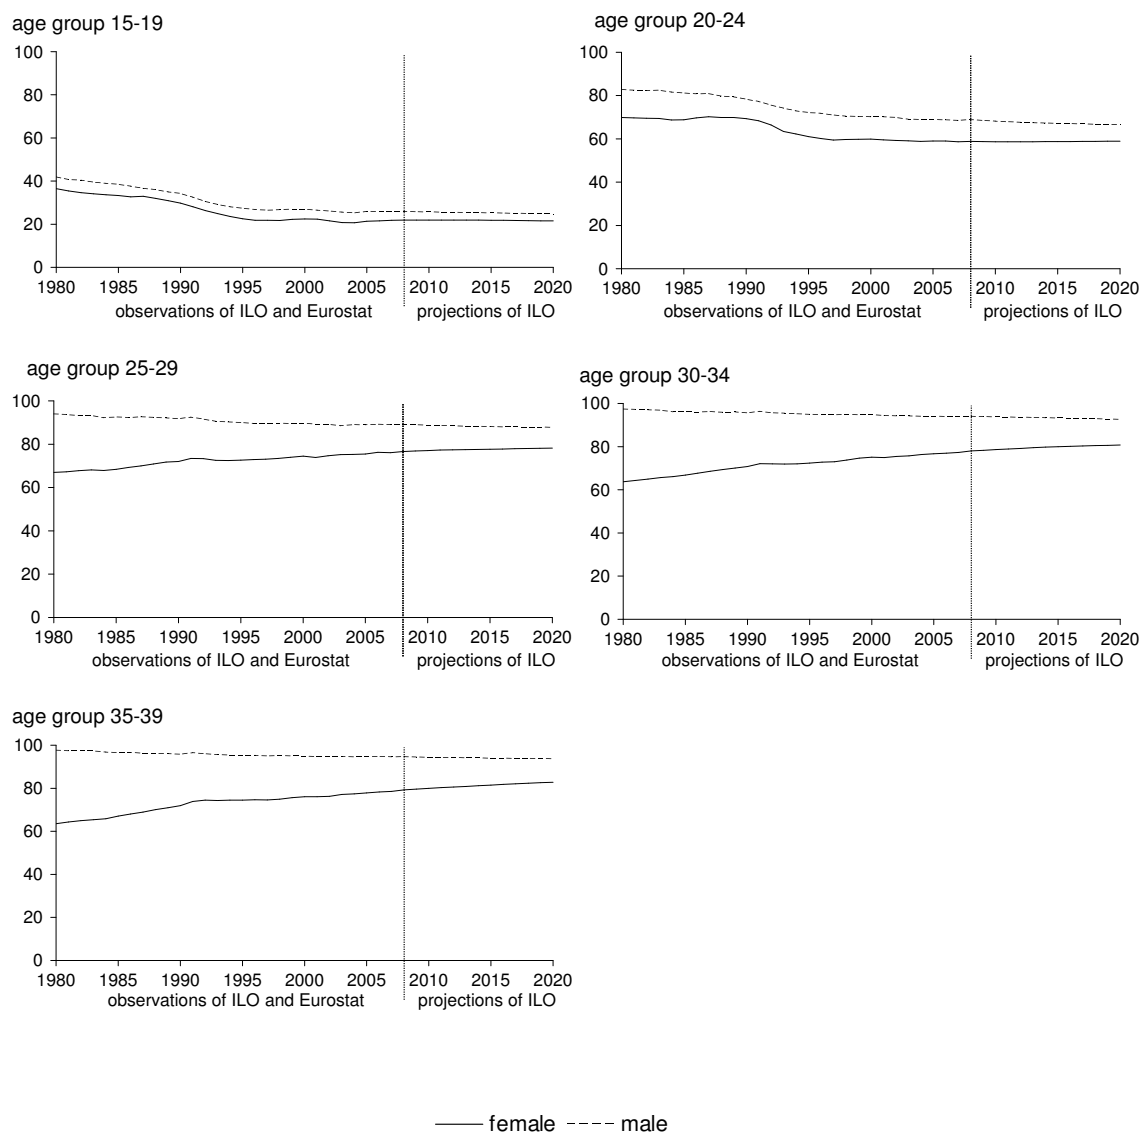 age group 15-19
100
80
60
40
20
0
1980 1985 1990 1995 2000 2005 2010 2015 2020
observations of ILO and Eurostat projections of ILO
age group 20-24
100
80
60
40
20
0
1980 1985 1990 1995 2000 2005 2010 2015 2020
observations of ILO and Eurostat projections of ILO
age group 25-29
100
80
60
40
20
0
1980 1985 1990 1995 2000 2005 2010 2015 2020
observations of ILO and Eurostat projections of ILO
age group 30-34
100
80
60
40
20
0
1980 1985 1990 1995 2000 2005 2010 2015 2020
observations of ILO and Eurostat projections of ILO
age group 35-39
100
80
60
40
20
0
1980 1985 1990 1995 2000 2005 2010 2015 2020
observations of ILO and Eurostat projections of ILO
female male